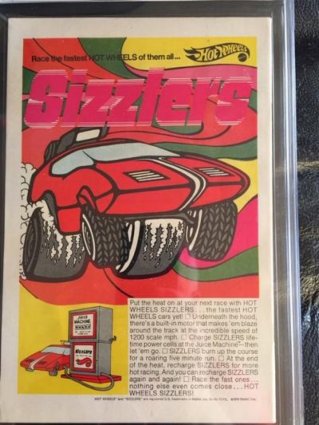 Race the fastest HOT WHEELS of them all...
Hot Wheels
Sizzlers
Put the heat on at your next race with HOT
WHEELS SIZZLERS . . . the fastest HOT
WHEELS cars yet! □ Underneath the hood,
there's a built-in motor that makes 'em blaze
around the track at the incredible speed of
1200 scale mph. □ Charge SIZZLERS life-
time power cells at the Juice Machine™—then
let 'em go. □ SIZZLERS burn up the course
for a roaring five minute run. □ At the end
of the heat, recharge SIZZLERS for more
hot racing. And you can recharge SIZZLERS
again and again! □ Race the fast ones . . .
nothing else even comes close . . . HOT
WHEELS SIZZLERS!
JUICE
MACHINE
Mercury